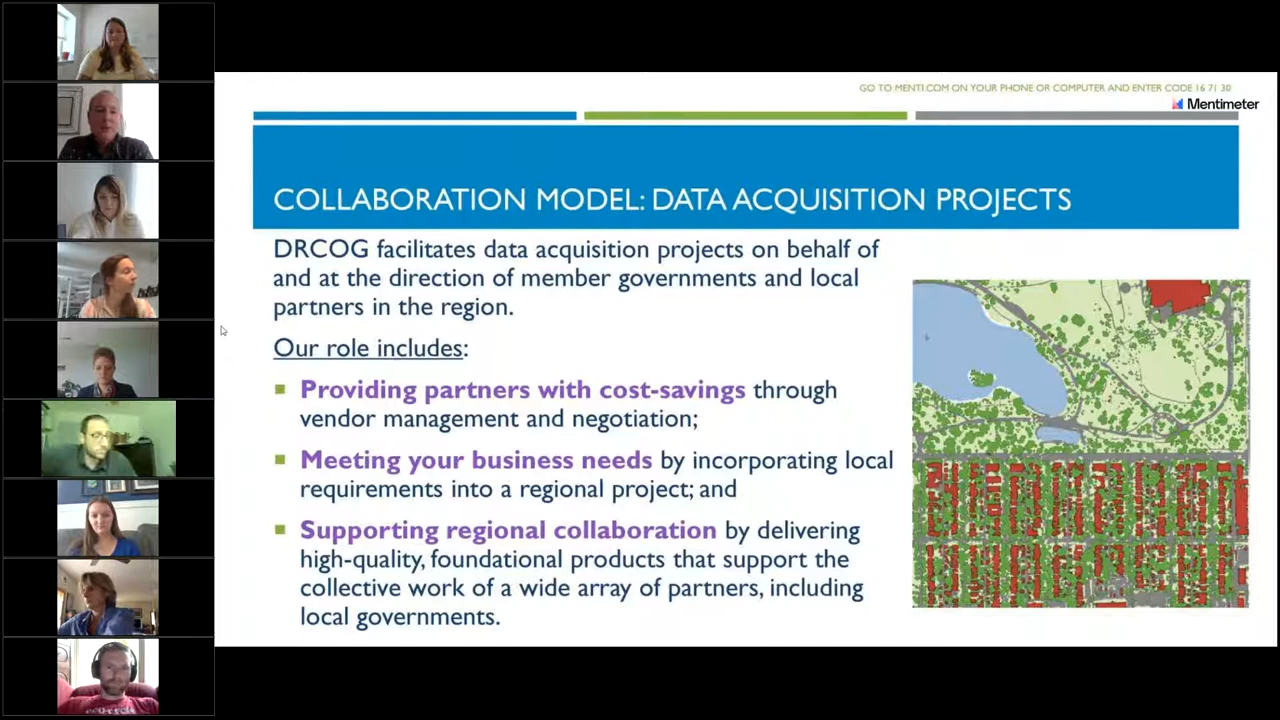 GO TO MENTI.COM ON YOUR PHONE OR COMPUTER AND ENTER CODE 16 71 30
Mentimeter
COLLABORATION MODEL: DATA ACQUISITION PROJECTS
DRCOG facilitates data acquisition projects on behalf of
and at the direction of member governments and local
partners in the region.
Our role includes:
Providing partners with cost-savings through
vendor management and negotiation;
Meeting your business needs by incorporating local
requirements into a regional project; and
Supporting regional collaboration by delivering
high-quality, foundational products that support the
collective work of a wide array of partners, including
local governments.